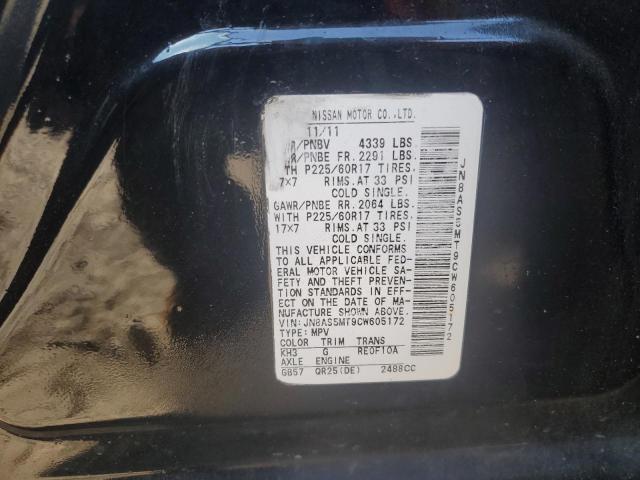 NISSAN MOTOR CO.,LTD.
11/11
/PNBV 4339 LBS.
/PNBE FR. 2291 LBS.
TH P225/60R17 TIRES.
7x7 RIMS. AT 33 PSI
COLD SINGLE.
GAWR/PNBE RR. 2064 LBS.
WITH P225/60R17 TIRES.
17x7 RIMS. AT 33 PSI
COLD SINGLE.
THIS VEHICLE CONFORMS
TO ALL APPLICABLE FED-
ERAL MOTOR VEHICLE SA-
FETY AND THEFT PREVEN-
TION STANDARDS IN EFF-
ECT ON THE DATE OF MA-
NUFACTURE SHOWN ABOVE.
VIN: JN8AS5MT9CW605172
TYPE: MPV
COLOR TRIM TRANS
KH3 G RE0F10A
AXLE ENGINE
GB57 QR25(DE) 2488CC
JN8AS5MT9CW605172